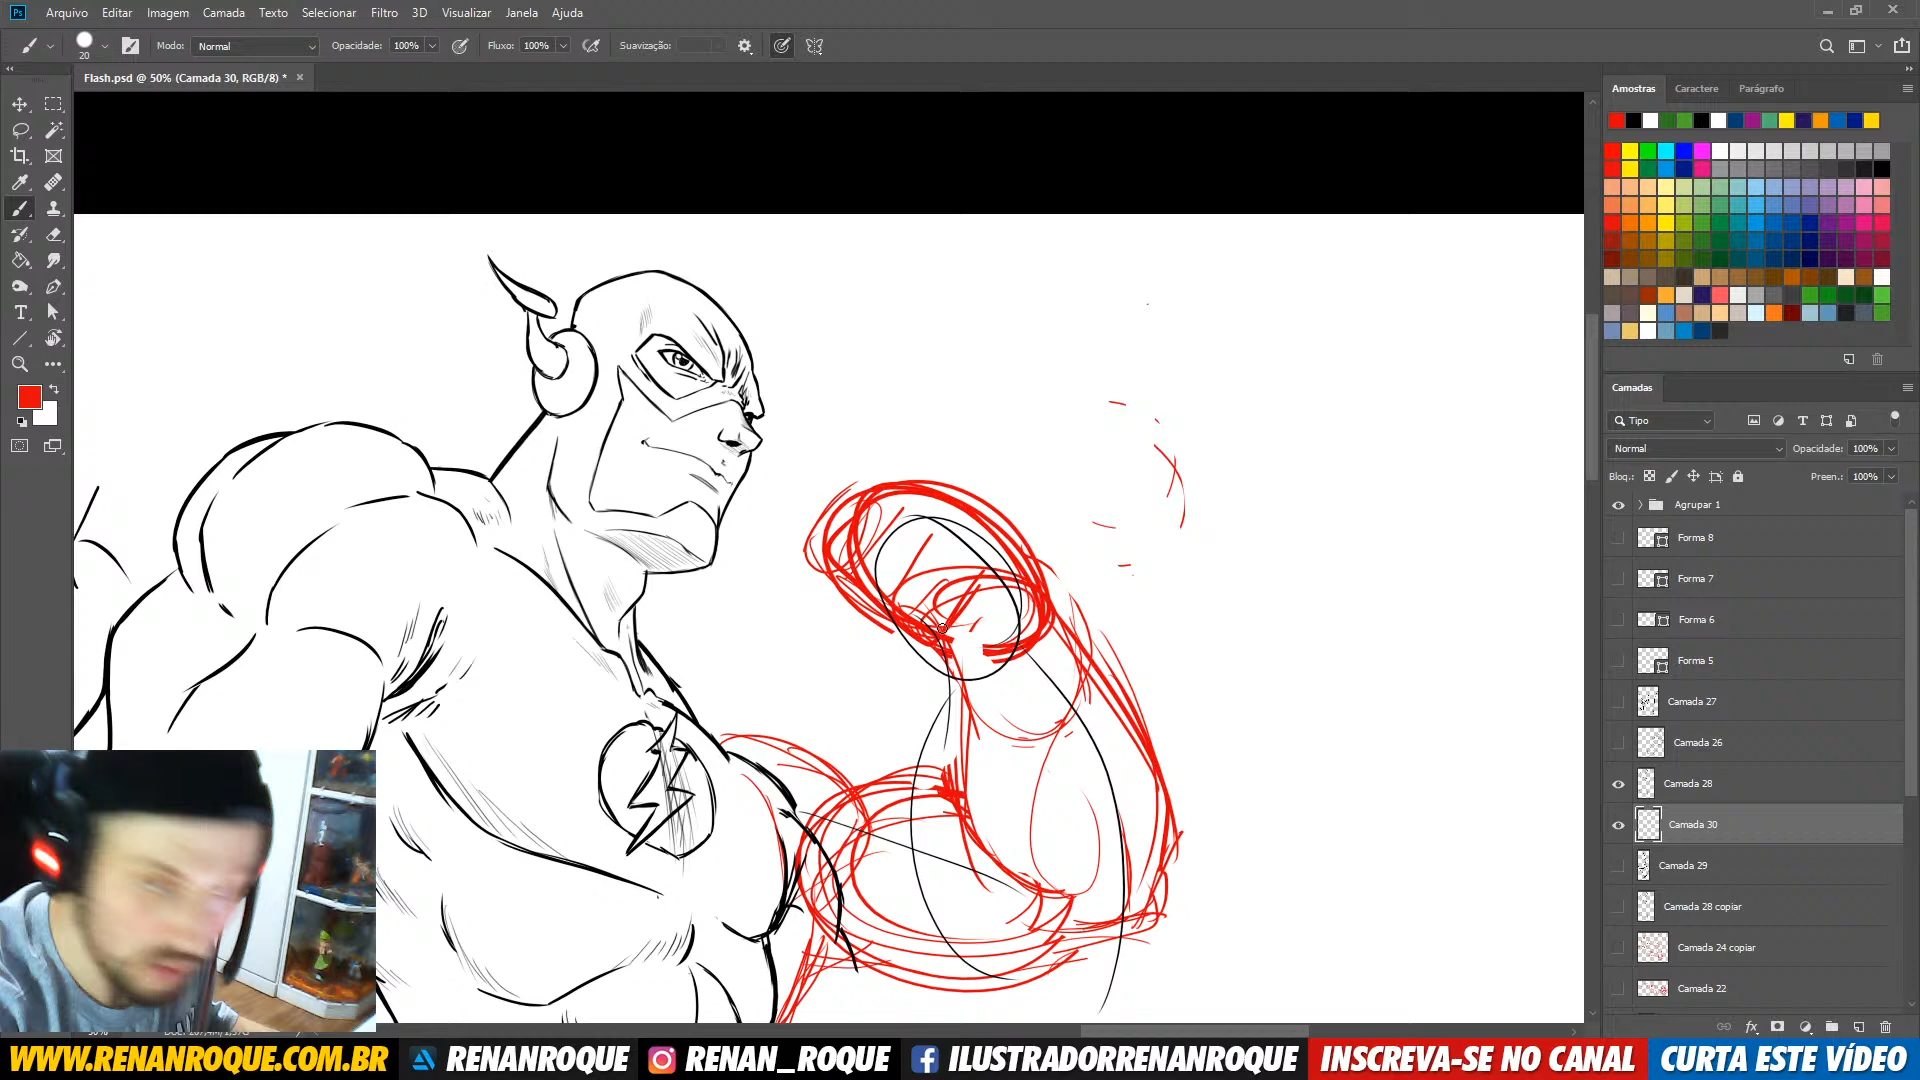 Ps Arquivo Editar Imagem Camada Texto Selecionar Filtro 3D Visualizar Janela Ajuda
20 Modo: Normal Opacidade: 100% Fluxo: 100% Suavização:
Flash.psd @ 50% (Camada 30, RGB/8) * ×
Amostras Caractere Parágrafo
Camadas
Tipo
Normal Opacidade: 100%
Bloq.: Preen.: 100%
Agrupar 1
Forma 8
Forma 7
Forma 6
Forma 5
Camada 27
Camada 26
Camada 28
Camada 30
Camada 29
Camada 28 copiar
Camada 24 copiar
Camada 22
WWW.RENANROQUE.COM.BR RENANROQUE RENAN_ROQUE ILUSTRADORRENANROQUE INSCREVA-SE NO CANAL CURTA ESTE VÍDEO